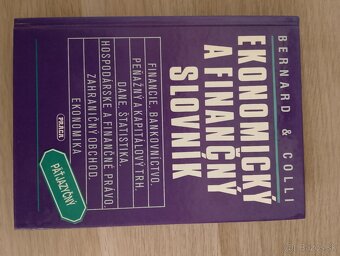 BERNARD & COLLI
EKONOMICKÝ
A FINANČNÝ
SLOVNÍK
FINANCIE, BANKOVNÍCTVO,
PEŇAŽNÝ A KAPITÁLOVÝ TRH,
DANE, ŠTATISTIKA,
HOSPODÁRSKE A FINANČNÉ PRÁVO,
ZAHRANIČNÝ OBCHOD,
EKONOMIKA
PRÁCA
PÄŤJAZYČNÝ